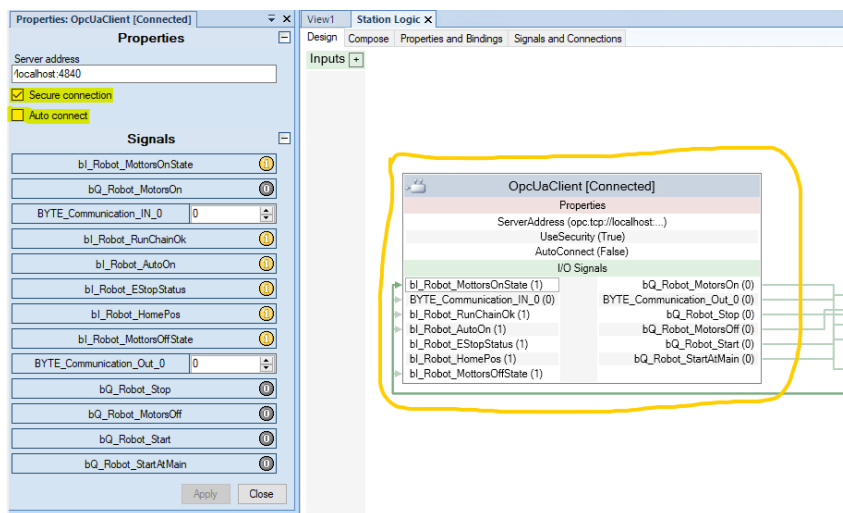 Properties: OpcUaClient [Connected]
Properties
Server address
/localhost:4840
Secure connection
Auto connect
Signals
bI_Robot_MottorsOnState
bQ_Robot_MotorsOn
BYTE_Communication_IN_0 0
bI_Robot_RunChainOk
bI_Robot_AutoOn
bI_Robot_EStopStatus
bI_Robot_HomePos
bI_Robot_MottorsOffState
BYTE_Communication_Out_0 0
bQ_Robot_Stop
bQ_Robot_MotorsOff
bQ_Robot_Start
bQ_Robot_StartAtMain
Apply Close
View1 Station Logic
Design Compose Properties and Bindings Signals and Connections
Inputs +
OpcUaClient [Connected]
Properties
ServerAddress (opc.tcp://localhost:...)
UseSecurity (True)
AutoConnect (False)
I/O Signals
bI_Robot_MottorsOnState (1) bQ_Robot_MotorsOn (0)
BYTE_Communication_IN_0 (0) BYTE_Communication_Out_0 (0)
bI_Robot_RunChainOk (1) bQ_Robot_Stop (0)
bI_Robot_AutoOn (1) bQ_Robot_MotorsOff (0)
bI_Robot_EStopStatus (1) bQ_Robot_Start (0)
bI_Robot_HomePos (1) bQ_Robot_StartAtMain (0)
bI_Robot_MottorsOffState (1)